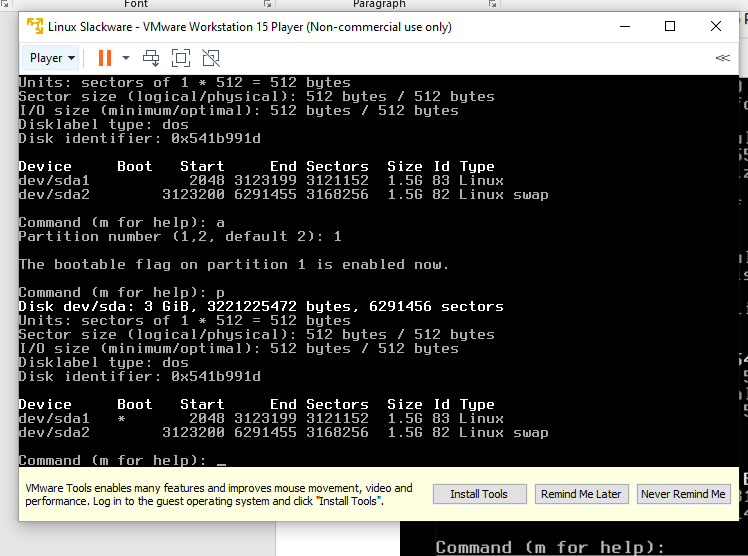 Font
Paragraph
Linux Slackware - VMware Workstation 15 Player (Non-commercial use only)
Player
Units: sectors of 1 * 512 = 512 bytes
Sector size (logical/physical): 512 bytes / 512 bytes
I/O size (minimum/optimal): 512 bytes / 512 bytes
Disklabel type: dos
Disk identifier: 0x541b991d
Device     Boot   Start     End Sectors  Size Id Type
dev/sda1           2048 3123199 3121152  1.5G 83 Linux
dev/sda2        3123200 6291455 3168256  1.5G 82 Linux swap
Command (m for help): a
Partition number (1,2, default 2): 1
The bootable flag on partition 1 is enabled now.
Command (m for help): p
Disk dev/sda: 3 GiB, 3221225472 bytes, 6291456 sectors
Units: sectors of 1 * 512 = 512 bytes
Sector size (logical/physical): 512 bytes / 512 bytes
I/O size (minimum/optimal): 512 bytes / 512 bytes
Disklabel type: dos
Disk identifier: 0x541b991d
Device     Boot   Start     End Sectors  Size Id Type
dev/sda1   *       2048 3123199 3121152  1.5G 83 Linux
dev/sda2        3123200 6291455 3168256  1.5G 82 Linux swap
Command (m for help): _
VMware Tools enables many features and improves mouse movement, video and
performance. Log in to the guest operating system and click "Install Tools".
Install Tools
Remind Me Later
Never Remind Me
Command (m for help):